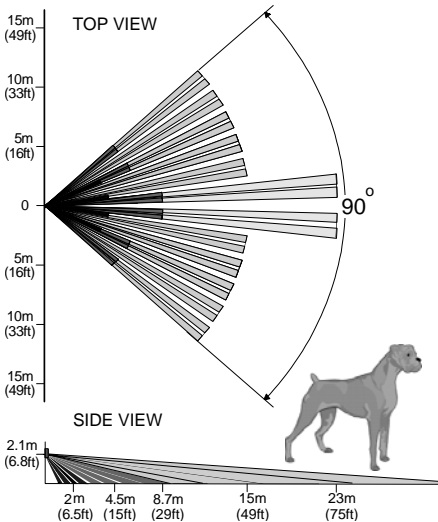 TOP VIEW
15m
(49ft)
10m
(33ft)
5m
(16ft)
0
5m
(16ft)
10m
(33ft)
15m
(49ft)
90°
SIDE VIEW
2.1m
(6.8ft)
2m
(6.5ft)
4.5m
(15ft)
8.7m
(29ft)
15m
(49ft)
23m
(75ft)